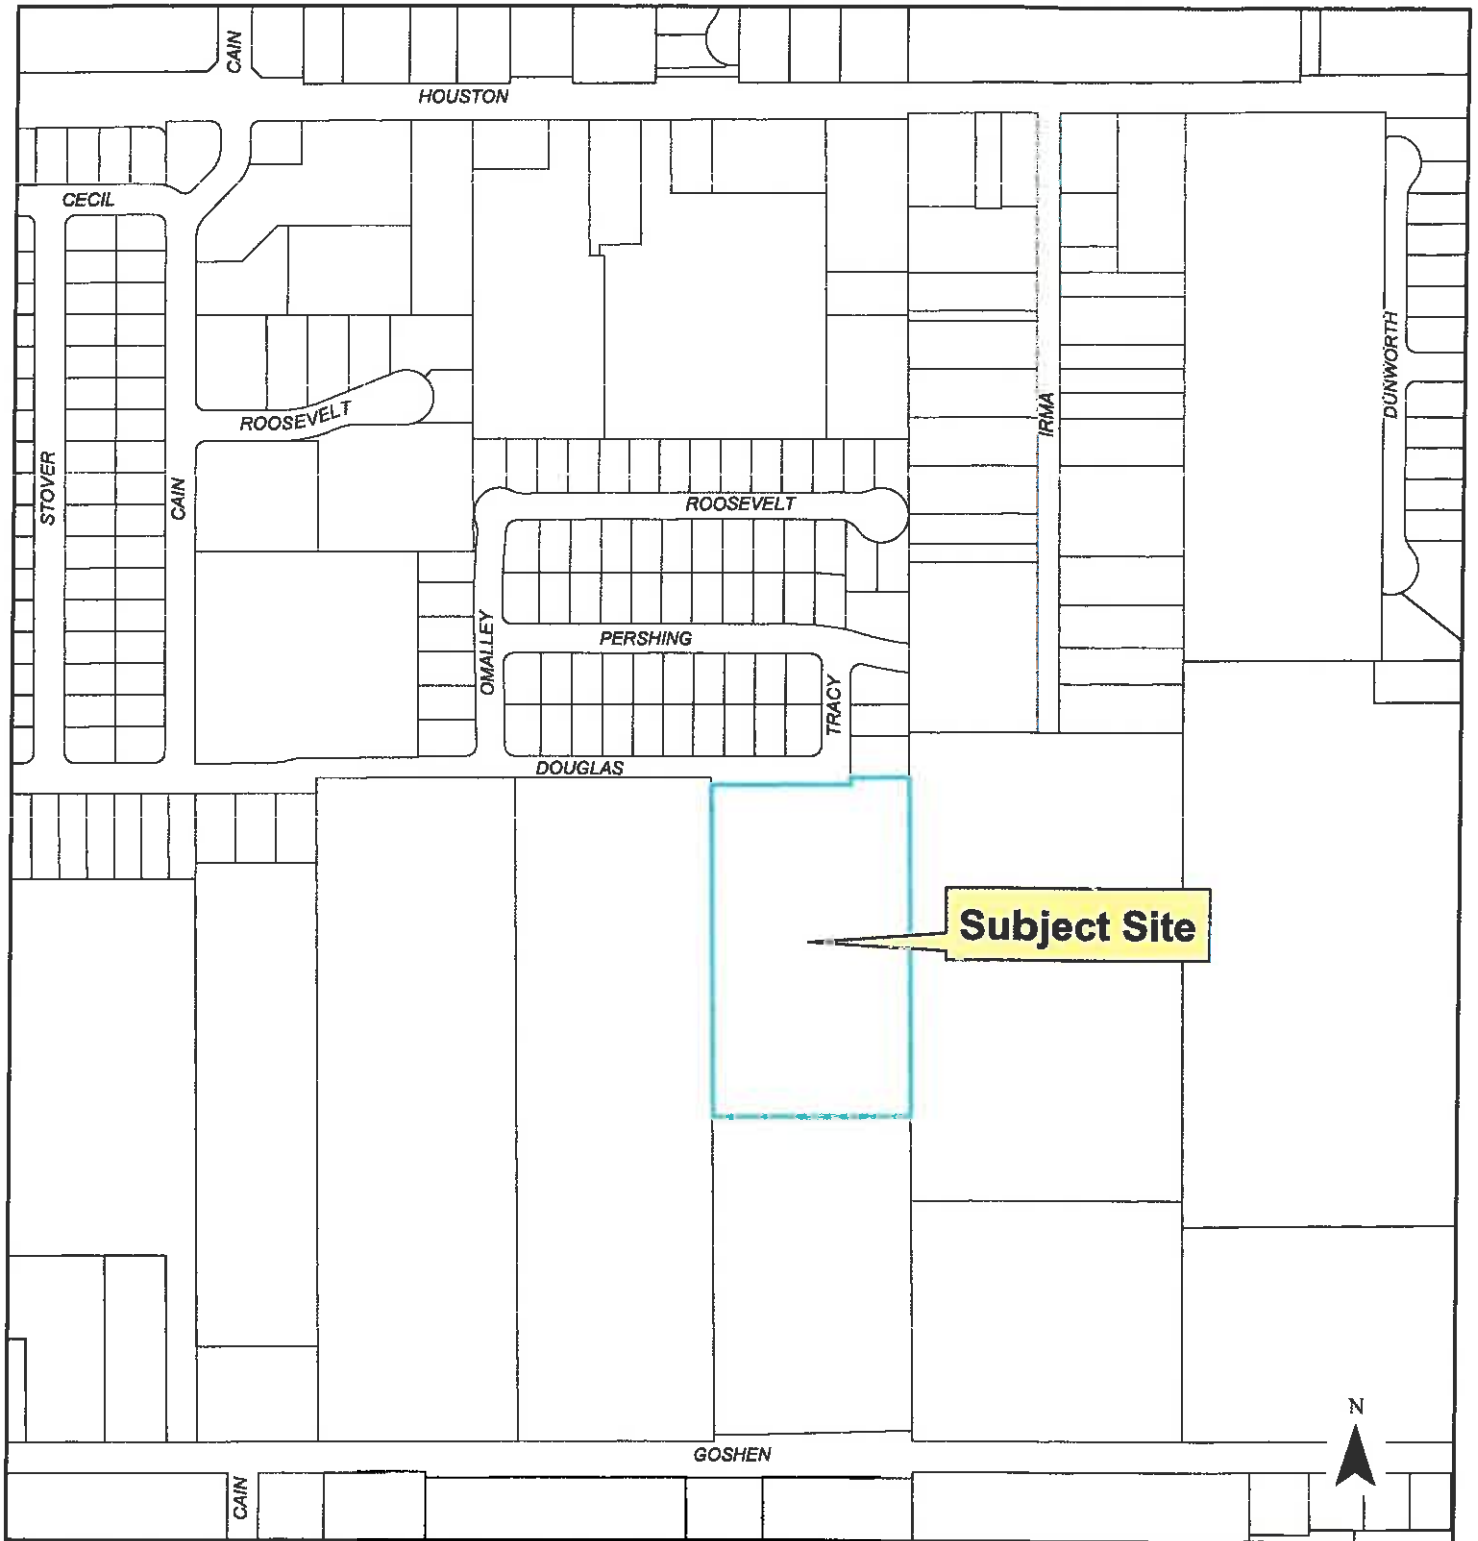 CAIN
HOUSTON
CECIL
DUNWORTH
IRMA
ROOSEVELT
STOVER
CAIN
ROOSEVELT
OMALLEY
PERSHING
TRACY
DOUGLAS
Subject Site
N
GOSHEN
CAIN